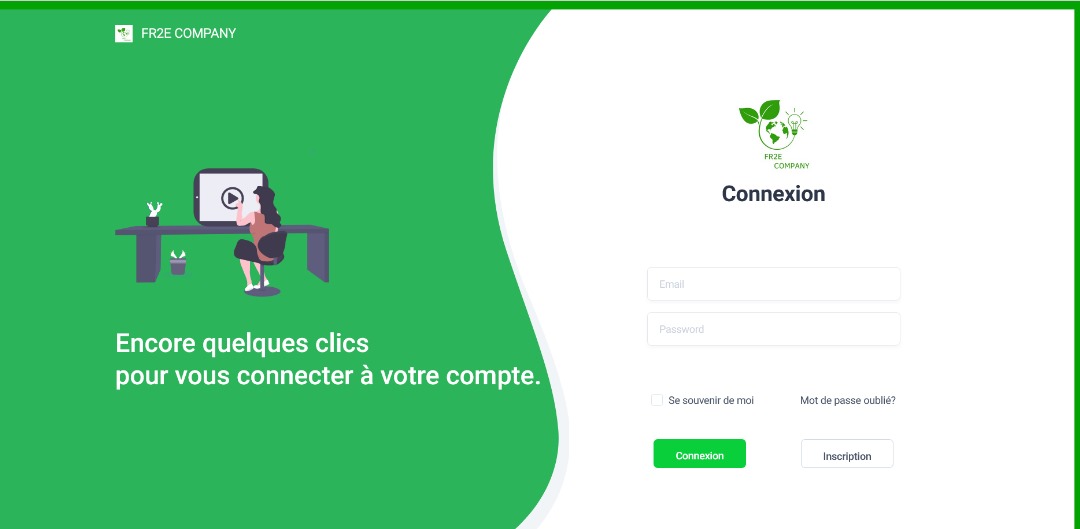 FR2E COMPANY
Encore quelques clics
pour vous connecter à votre compte.
FR2E
COMPANY
Connexion
Email
Password
Se souvenir de moi
Mot de passe oublié?
Connexion
Inscription